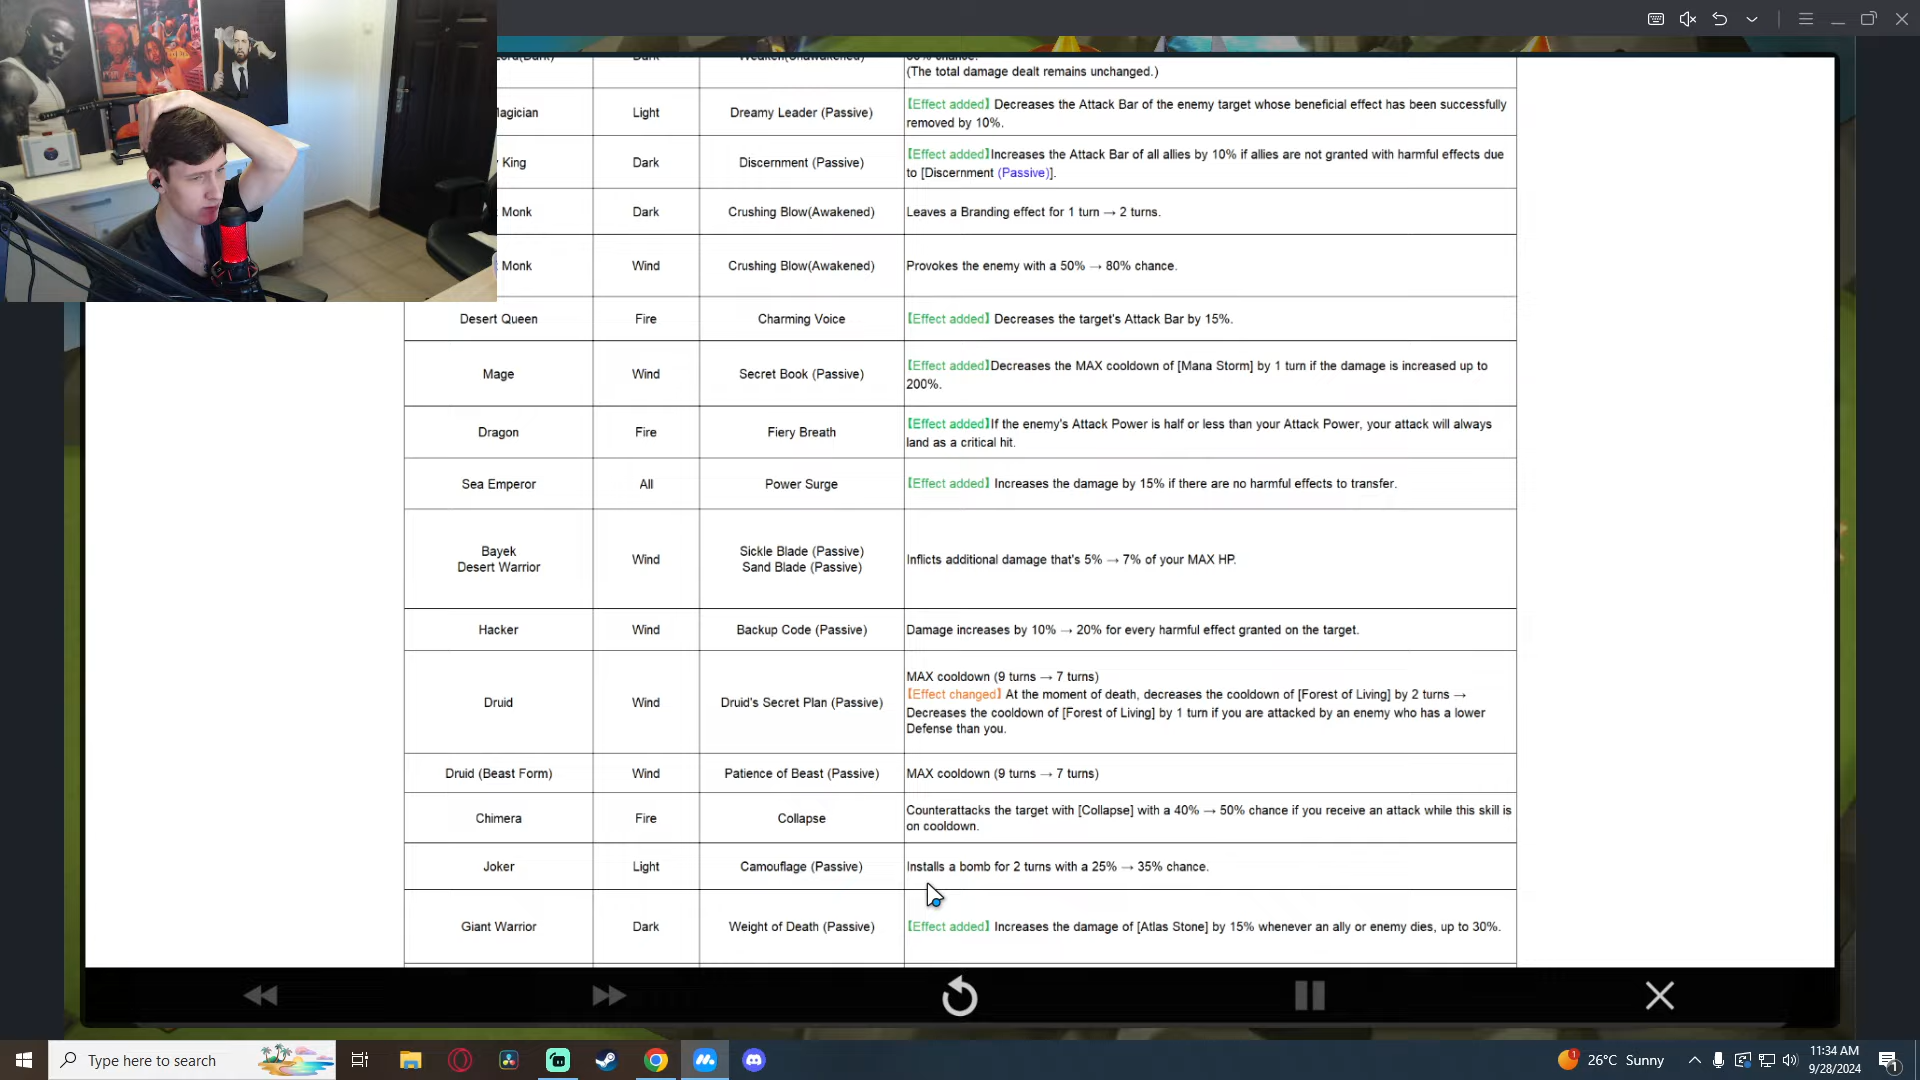 (The total damage dealt remains unchanged.)
Light
Dreamy Leader (Passive)
【Effect added】 Decreases the Attack Bar of the enemy target whose beneficial effect has been successfully
removed by 10%.
King
Dark
Discernment (Passive)
【Effect added】Increases the Attack Bar of all allies by 10% if allies are not granted with harmful effects due
to [Discernment (Passive)].
Monk
Dark
Crushing Blow(Awakened)
Leaves a Branding effect for 1 turn → 2 turns.
Monk
Wind
Crushing Blow(Awakened)
Provokes the enemy with a 50% → 80% chance.
Desert Queen
Fire
Charming Voice
【Effect added】 Decreases the target's Attack Bar by 15%.
Mage
Wind
Secret Book (Passive)
【Effect added】Decreases the MAX cooldown of [Mana Storm] by 1 turn if the damage is increased up to
200%.
Dragon
Fire
Fiery Breath
【Effect added】If the enemy's Attack Power is half or less than your Attack Power, your attack will always
land as a critical hit.
Sea Emperor
All
Power Surge
【Effect added】 Increases the damage by 15% if there are no harmful effects to transfer.
Bayek
Desert Warrior
Wind
Sickle Blade (Passive)
Sand Blade (Passive)
Inflicts additional damage that's 5% → 7% of your MAX HP.
Hacker
Wind
Backup Code (Passive)
Damage increases by 10% → 20% for every harmful effect granted on the target.
Druid
Wind
Druid's Secret Plan (Passive)
MAX cooldown (9 turns → 7 turns)
【Effect changed】 At the moment of death, decreases the cooldown of [Forest of Living] by 2 turns →
Decreases the cooldown of [Forest of Living] by 1 turn if you are attacked by an enemy who has a lower
Defense than you.
Druid (Beast Form)
Wind
Patience of Beast (Passive)
MAX cooldown (9 turns → 7 turns)
Chimera
Fire
Collapse
Counterattacks the target with [Collapse] with a 40% → 50% chance if you receive an attack while this skill is
on cooldown.
Joker
Light
Camouflage (Passive)
Installs a bomb for 2 turns with a 25% → 35% chance.
Giant Warrior
Dark
Weight of Death (Passive)
【Effect added】 Increases the damage of [Atlas Stone] by 15% whenever an ally or enemy dies, up to 30%.
Type here to search
1
26°C Sunny
11:34 AM
9/28/2024
1